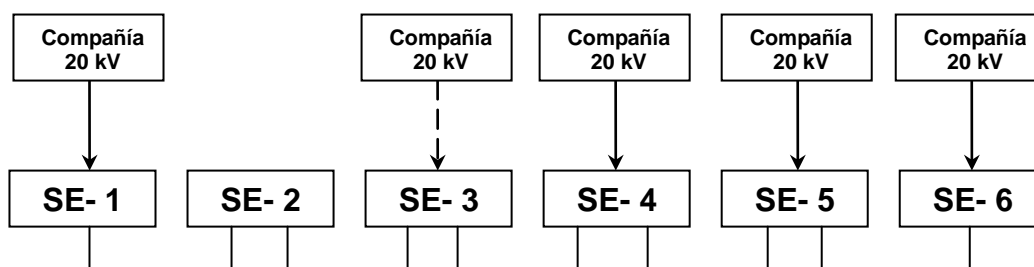 Compañía
20 kV
Compañía
20 kV
Compañía
20 kV
Compañía
20 kV
Compañía
20 kV
SE- 1
SE- 2
SE- 3
SE- 4
SE- 5
SE- 6